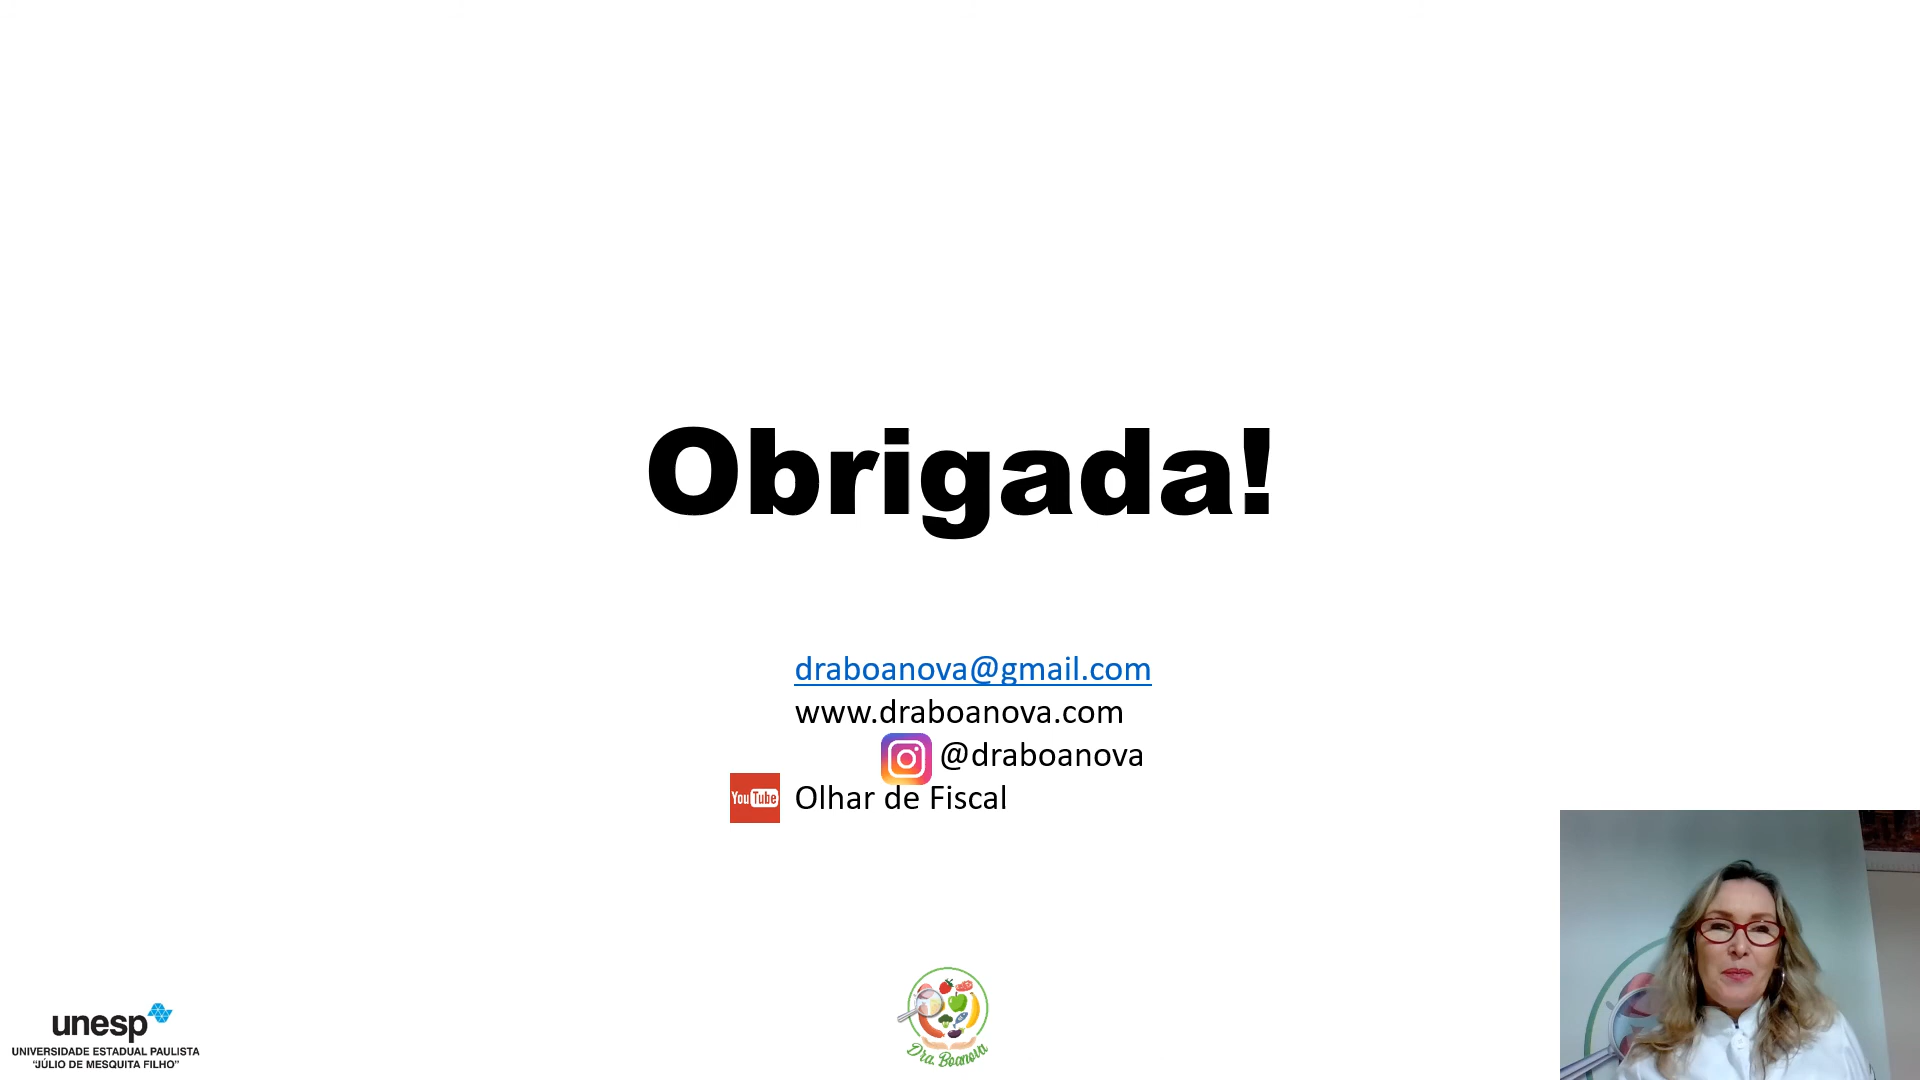 Obrigada!
draboanova@gmail.com
www.draboanova.com
@draboanova
You Tube Olhar de Fiscal
unesp
UNIVERSIDADE ESTADUAL PAULISTA
"JÚLIO DE MESQUITA FILHO"
Dra. Boanova